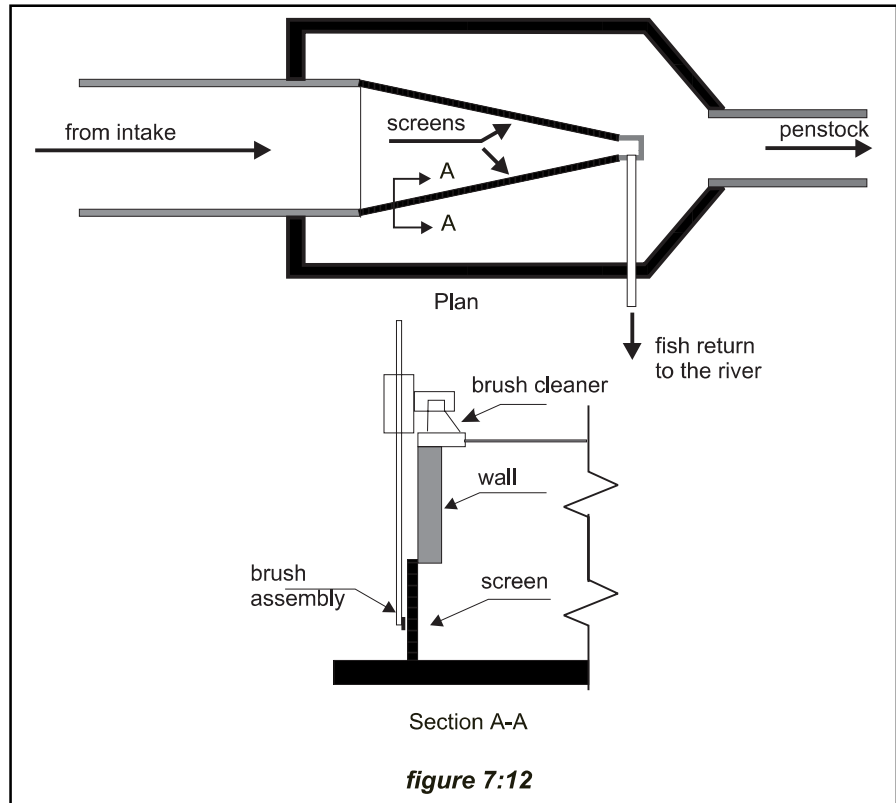 from intake
screens
A
A
penstock
Plan
fish return
to the river
brush cleaner
wall
brush
assembly
screen
Section A-A
figure 7:12